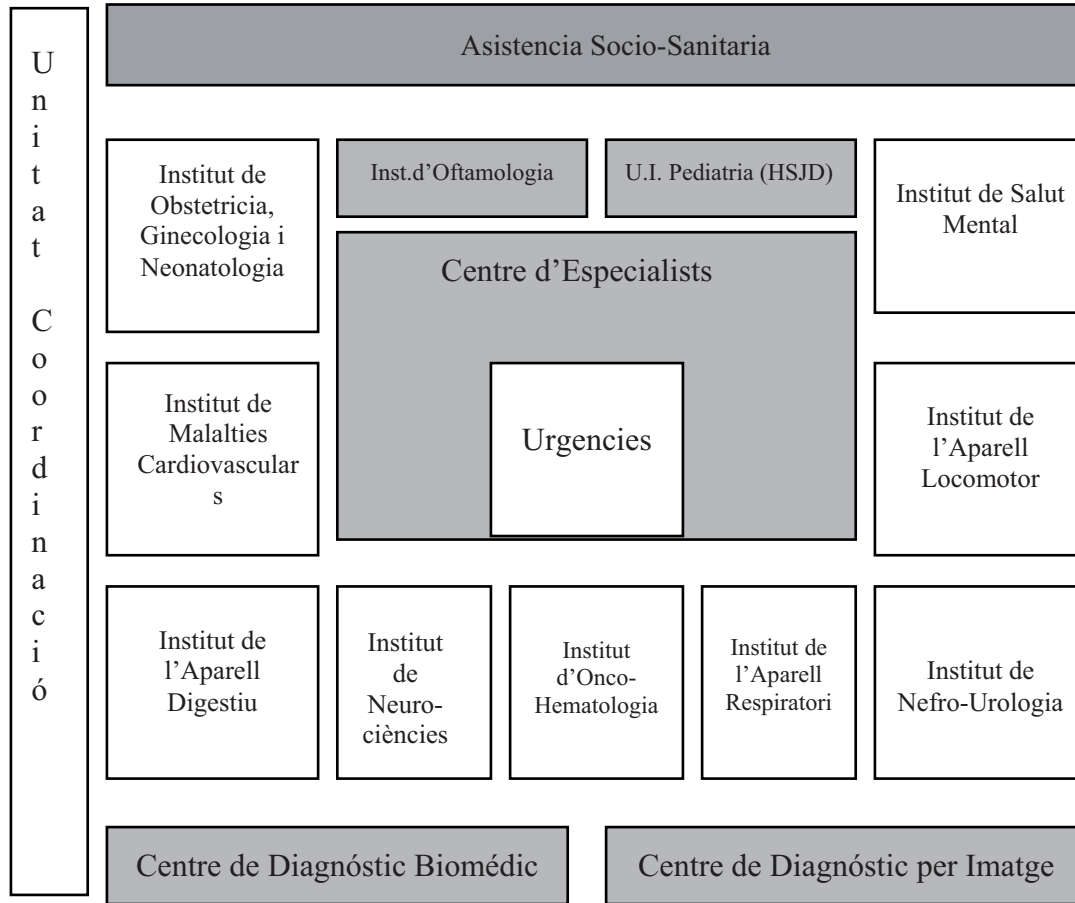 Unitat Coordinació
Asistencia Socio-Sanitaria
Institut de
Obstetricia,
Ginecologia i
Neonatologia
Inst.d’Oftamologia
U.I. Pediatria (HSJD)
Institut de Salut
Mental
Centre d’Especialists
Institut de
Malalties
Cardiovascular
s
Urgencies
Institut de
l’Aparell
Locomotor
Institut de
l’Aparell
Digestiu
Institut
de
Neuro-
ciències
Institut
d’Onco-
Hematologia
Institut de
l’Aparell
Respiratori
Institut de
Nefro-Urologia
Centre de Diagnóstic Biomédic
Centre de Diagnóstic per Imatge